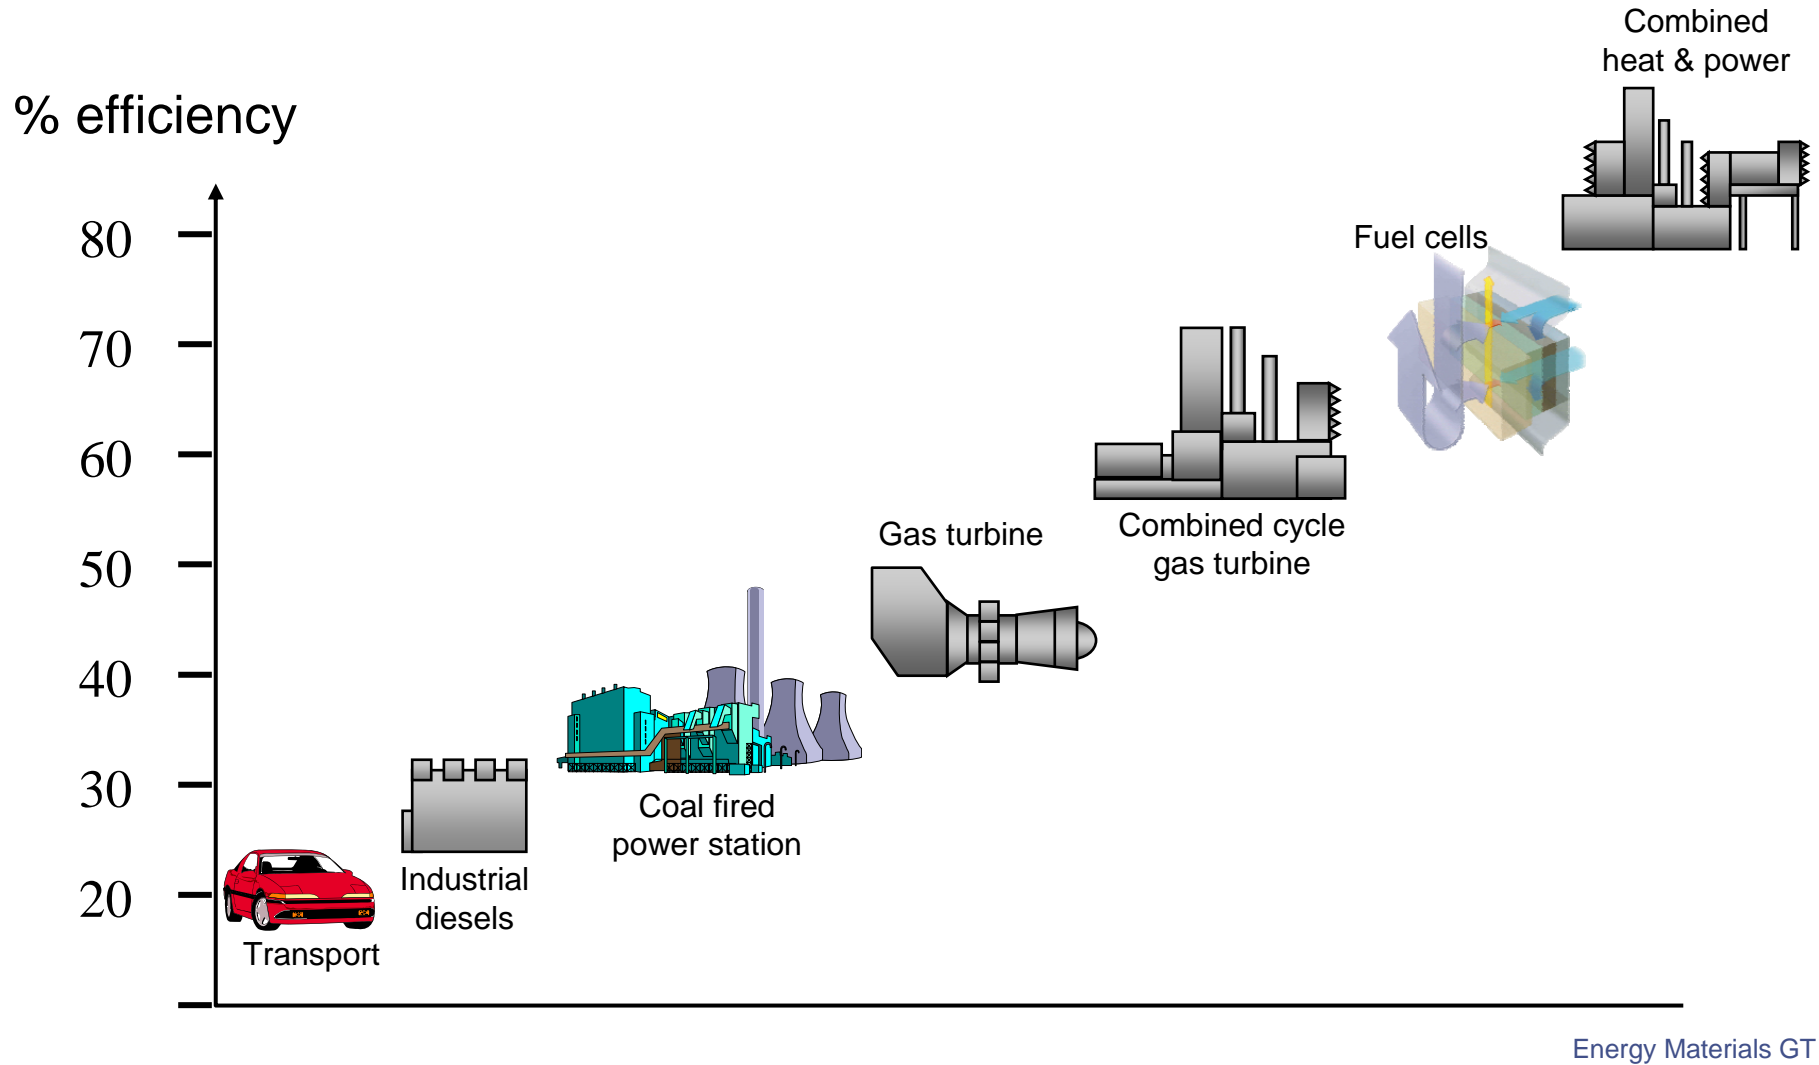 Combined
heat & power
% efficiency
80
Fuel cells
70
60
Gas turbine
Combined cycle
gas turbine
50
40
30
Coal fired
power station
Industrial
diesels
20
Transport
Energy Materials GT